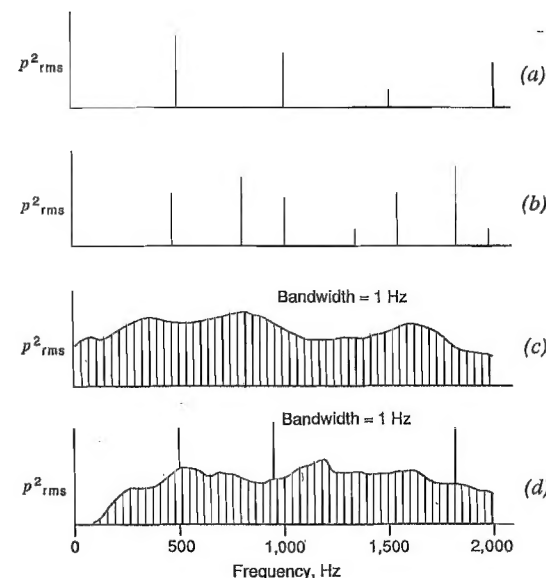 p²rms
(a)
p²rms
(b)
Bandwidth = 1 Hz
p²rms
(c)
Bandwidth = 1 Hz
p²rms
(d)
0 500 1,000 1,500 2,000
Frequency, Hz